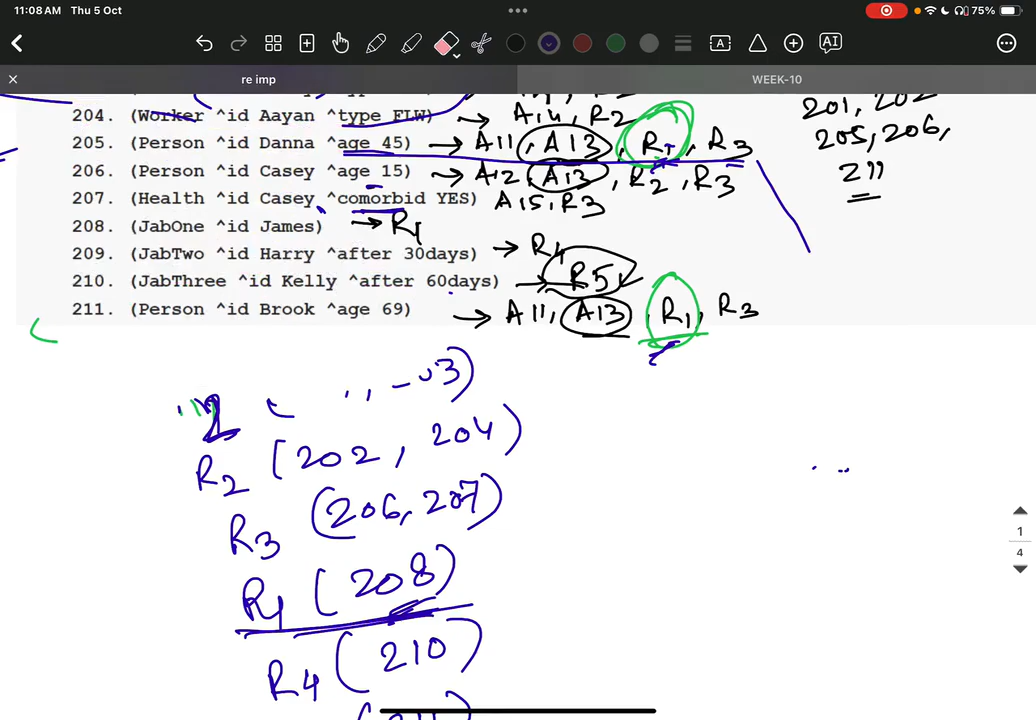 11:08 AM Thu 5 Oct
75%
A
AI
re imp
WEEK-10
204. (Worker ^id Aayan ^type FLW) → A14, R2
201, 202
205. (Person ^id Danna ^age 45) → A11, A13, R1, R3
205, 206,
206. (Person ^id Casey ^age 15) → A12, A13, R2, R3
211
207. (Health ^id Casey ^comorbid YES) A15, R3
208. (JabOne ^id James) → R4
209. (JabTwo ^id Harry ^after 30days) → R4
210. (JabThree ^id Kelly ^after 60days) → R5
211. (Person ^id Brook ^age 69) → A11, A13, R1, R3
R2 (202, 204)
R3 (206, 207)
R4 (208)
R4 (210)
1
4